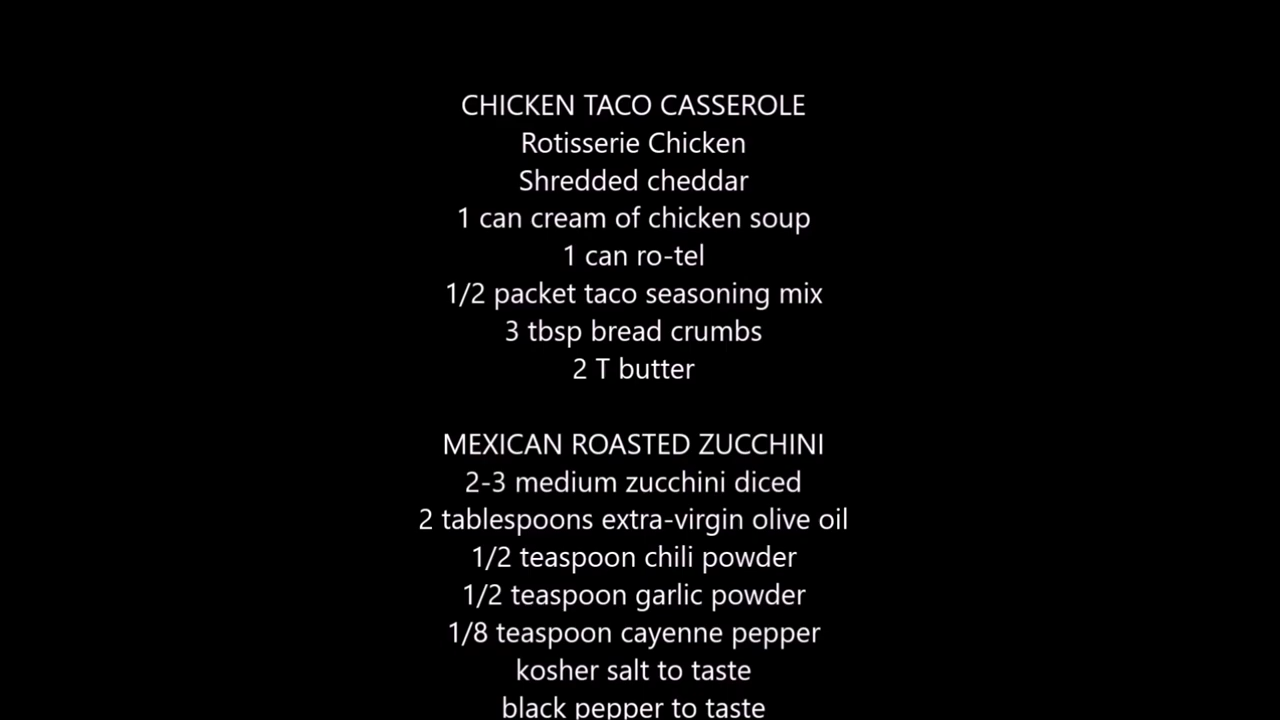 CHICKEN TACO CASSEROLE
Rotisserie Chicken
Shredded cheddar
1 can cream of chicken soup
1 can ro-tel
1/2 packet taco seasoning mix
3 tbsp bread crumbs
2 T butter
MEXICAN ROASTED ZUCCHINI
2-3 medium zucchini diced
2 tablespoons extra-virgin olive oil
1/2 teaspoon chili powder
1/2 teaspoon garlic powder
1/8 teaspoon cayenne pepper
kosher salt to taste
black pepper to taste